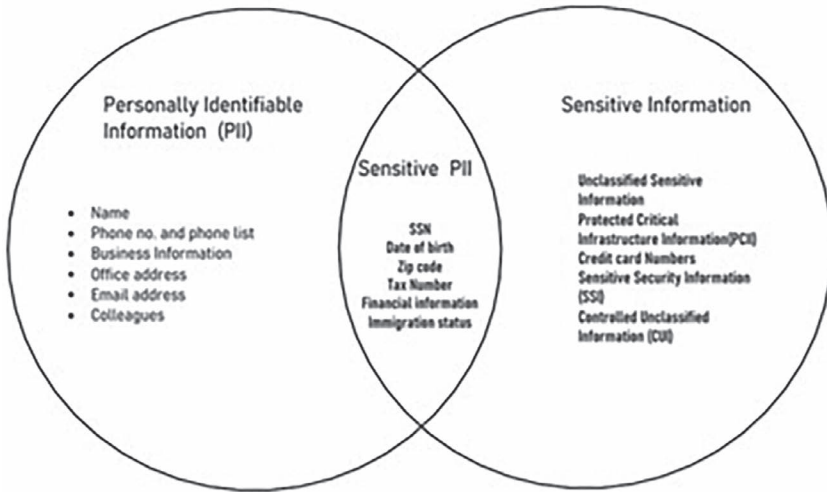 Personally Identifiable
Information (PII)
• Name
• Phone no. and phone list
• Business Information
• Office address
• Email address
• Colleagues
Sensitive PII
SSN
Date of birth
Zip code
Tax Number
Financial information
Immigration status
Sensitive Information
Unclassified Sensitive
Information
Protected Critical
Infrastructure Information(PCII)
Credit card Numbers
Sensitive Security Information
(SSI)
Controlled Unclassified
Information (CUI)